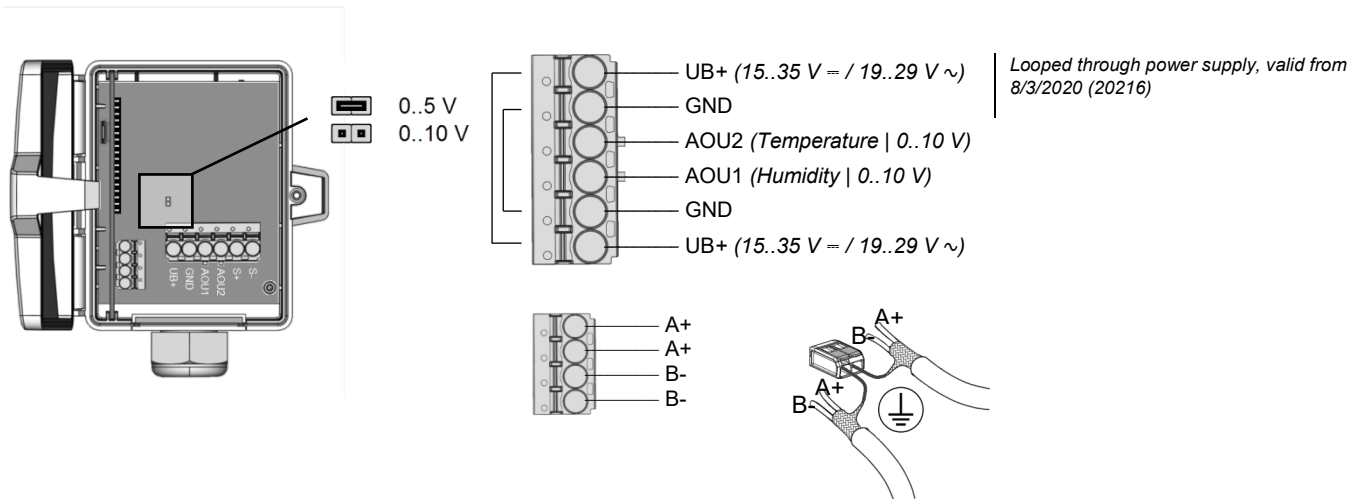 0..5 V
0..10 V
UB+
GND
AOU1
AOU2
S+
S-
UB+ (15..35 V ⎓ / 19..29 V ∿)
GND
AOU2 (Temperature | 0..10 V)
AOU1 (Humidity | 0..10 V)
GND
UB+ (15..35 V ⎓ / 19..29 V ∿)
Looped through power supply, valid from
8/3/2020 (20216)
A+
A+
B-
B-
A+
B-
A+
B-